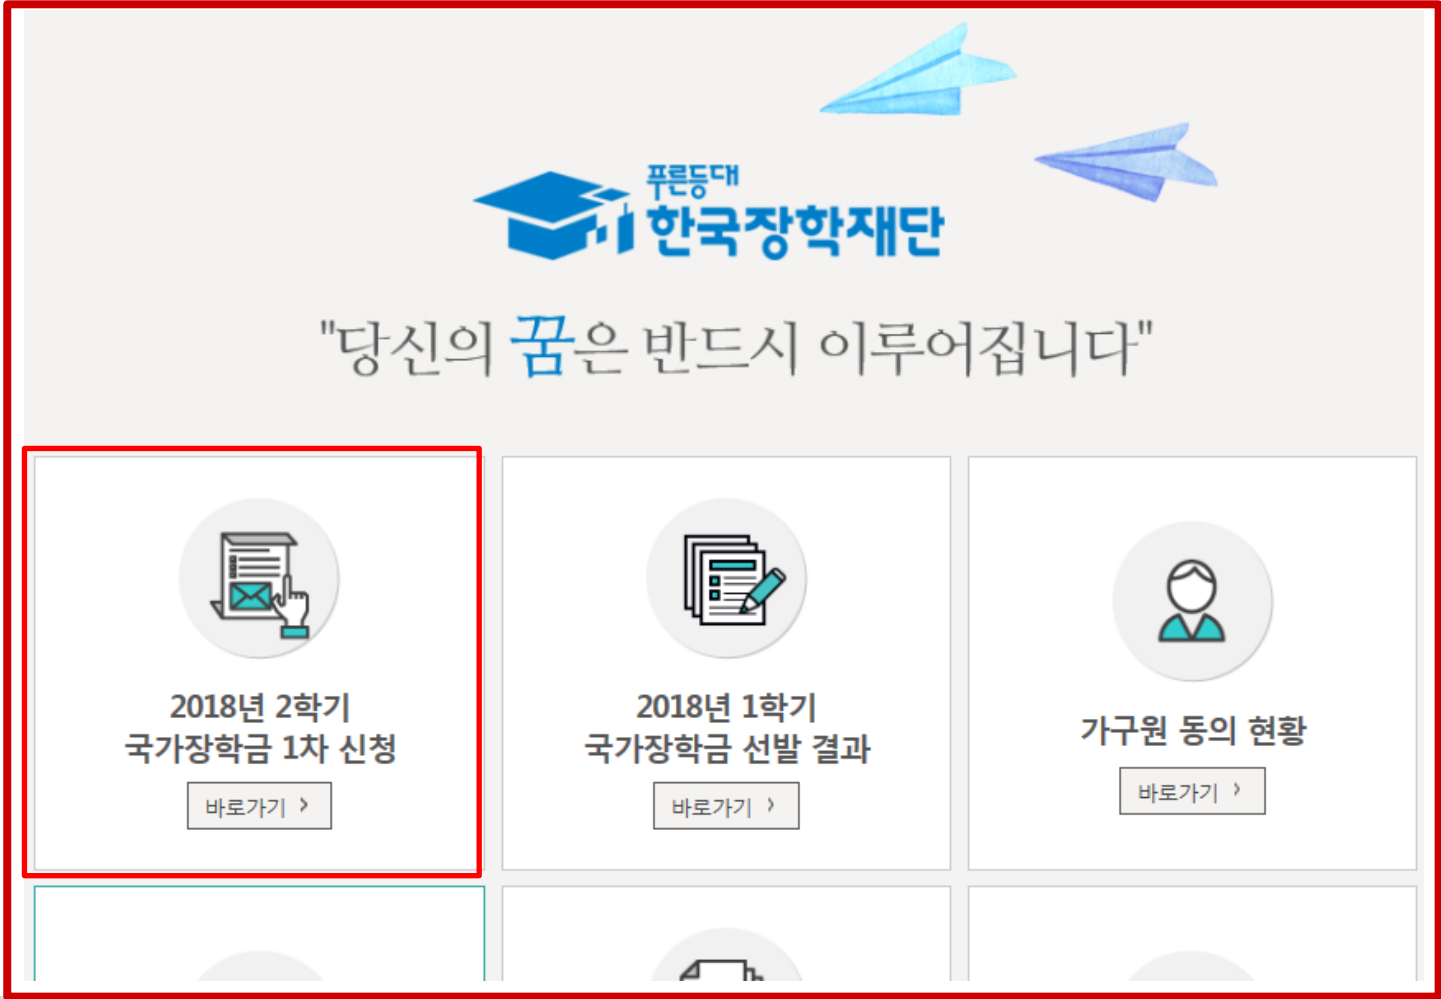 푸른등대
한국장학재단
"당신의 꿈은 반드시 이루어집니다"
2018년 2학기
국가장학금 1차 신청
바로가기 >
2018년 1학기
국가장학금 선발 결과
바로가기 >
가구원 동의 현황
바로가기 >